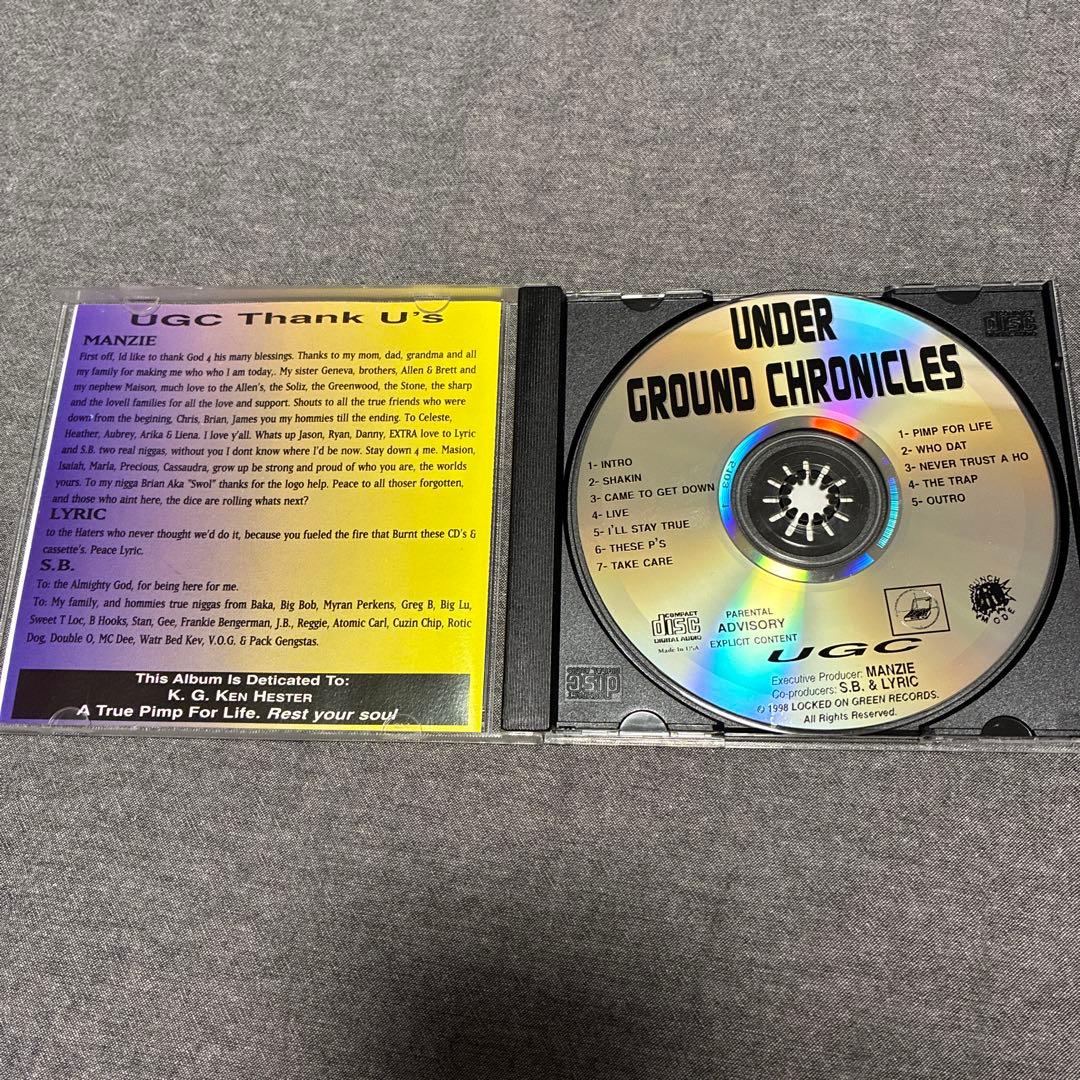 UGC Thank U's
MANZIE
First off, Id like to thank God 4 his many blessings. Thanks to my mom, dad, grandma and all
my family for making me who who I am today,. My sister Geneva, brothers, Allen & Brett and
my nephew Maison, much love to the Allen's, the Soliz, the Greenwood, the Stone, the sharp
and the lovell families for all the love and support. Shouts to all the true friends who were
down from the begining, Chris, Brian, James you my hommies till the ending. To Celeste,
Heather, Aubrey, Arika & Liena. I love y'all. Whats up Jason, Ryan, Danny, EXTRA love to Lyric
and S.B. two real niggas, without you I dont know where I'd be now. Stay down 4 me. Masion,
Isaiah, Marla, Precious, Cassaudra, grow up be strong and proud of who you are, the worlds
yours. To my nigga Brian Aka "Swol" thanks for the logo help. Peace to all thoser forgotten,
and those who aint here, the dice are rolling whats next?
LYRIC
to the Haters who never thought we'd do it, because you fueled the fire that Burnt these CD's &
cassette's. Peace Lyric.
S.B.
To: the Almighty God, for being here for me.
To: My family, and hommies true niggas from Baka, Big Bob, Myran Perkens, Greg B, Big Lu,
Sweet T Loc, B Hooks, Stan, Gee, Frankie Bengerman, J.B., Reggie, Atomic Carl, Cuzin Chip, Rotic
Dog, Double O, MC Dee, Watr Bed Kev, V.O.G. & Pack Gengstas.
This Album Is Deticated To:
K. G. KEN HESTER
A True Pimp For Life. Rest your soul
UNDER
GROUND CHRONICLES
1- INTRO
2- SHAKIN
3- CAME TO GET DOWN
4- LIVE
5- I'LL STAY TRUE
6- THESE P'S
7- TAKE CARE
1- PIMP FOR LIFE
2- WHO DAT
3- NEVER TRUST A HO
4- THE TRAP
5- OUTRO
COMPACT
disc
DIGITAL AUDIO
Made In USA
PARENTAL
ADVISORY
EXPLICIT CONTENT
UGC
Executive Producer: MANZIE
Co-producers: S.B. & LYRIC
© 1998 LOCKED ON GREEN RECORDS.
All Rights Reserved.
disc
disc